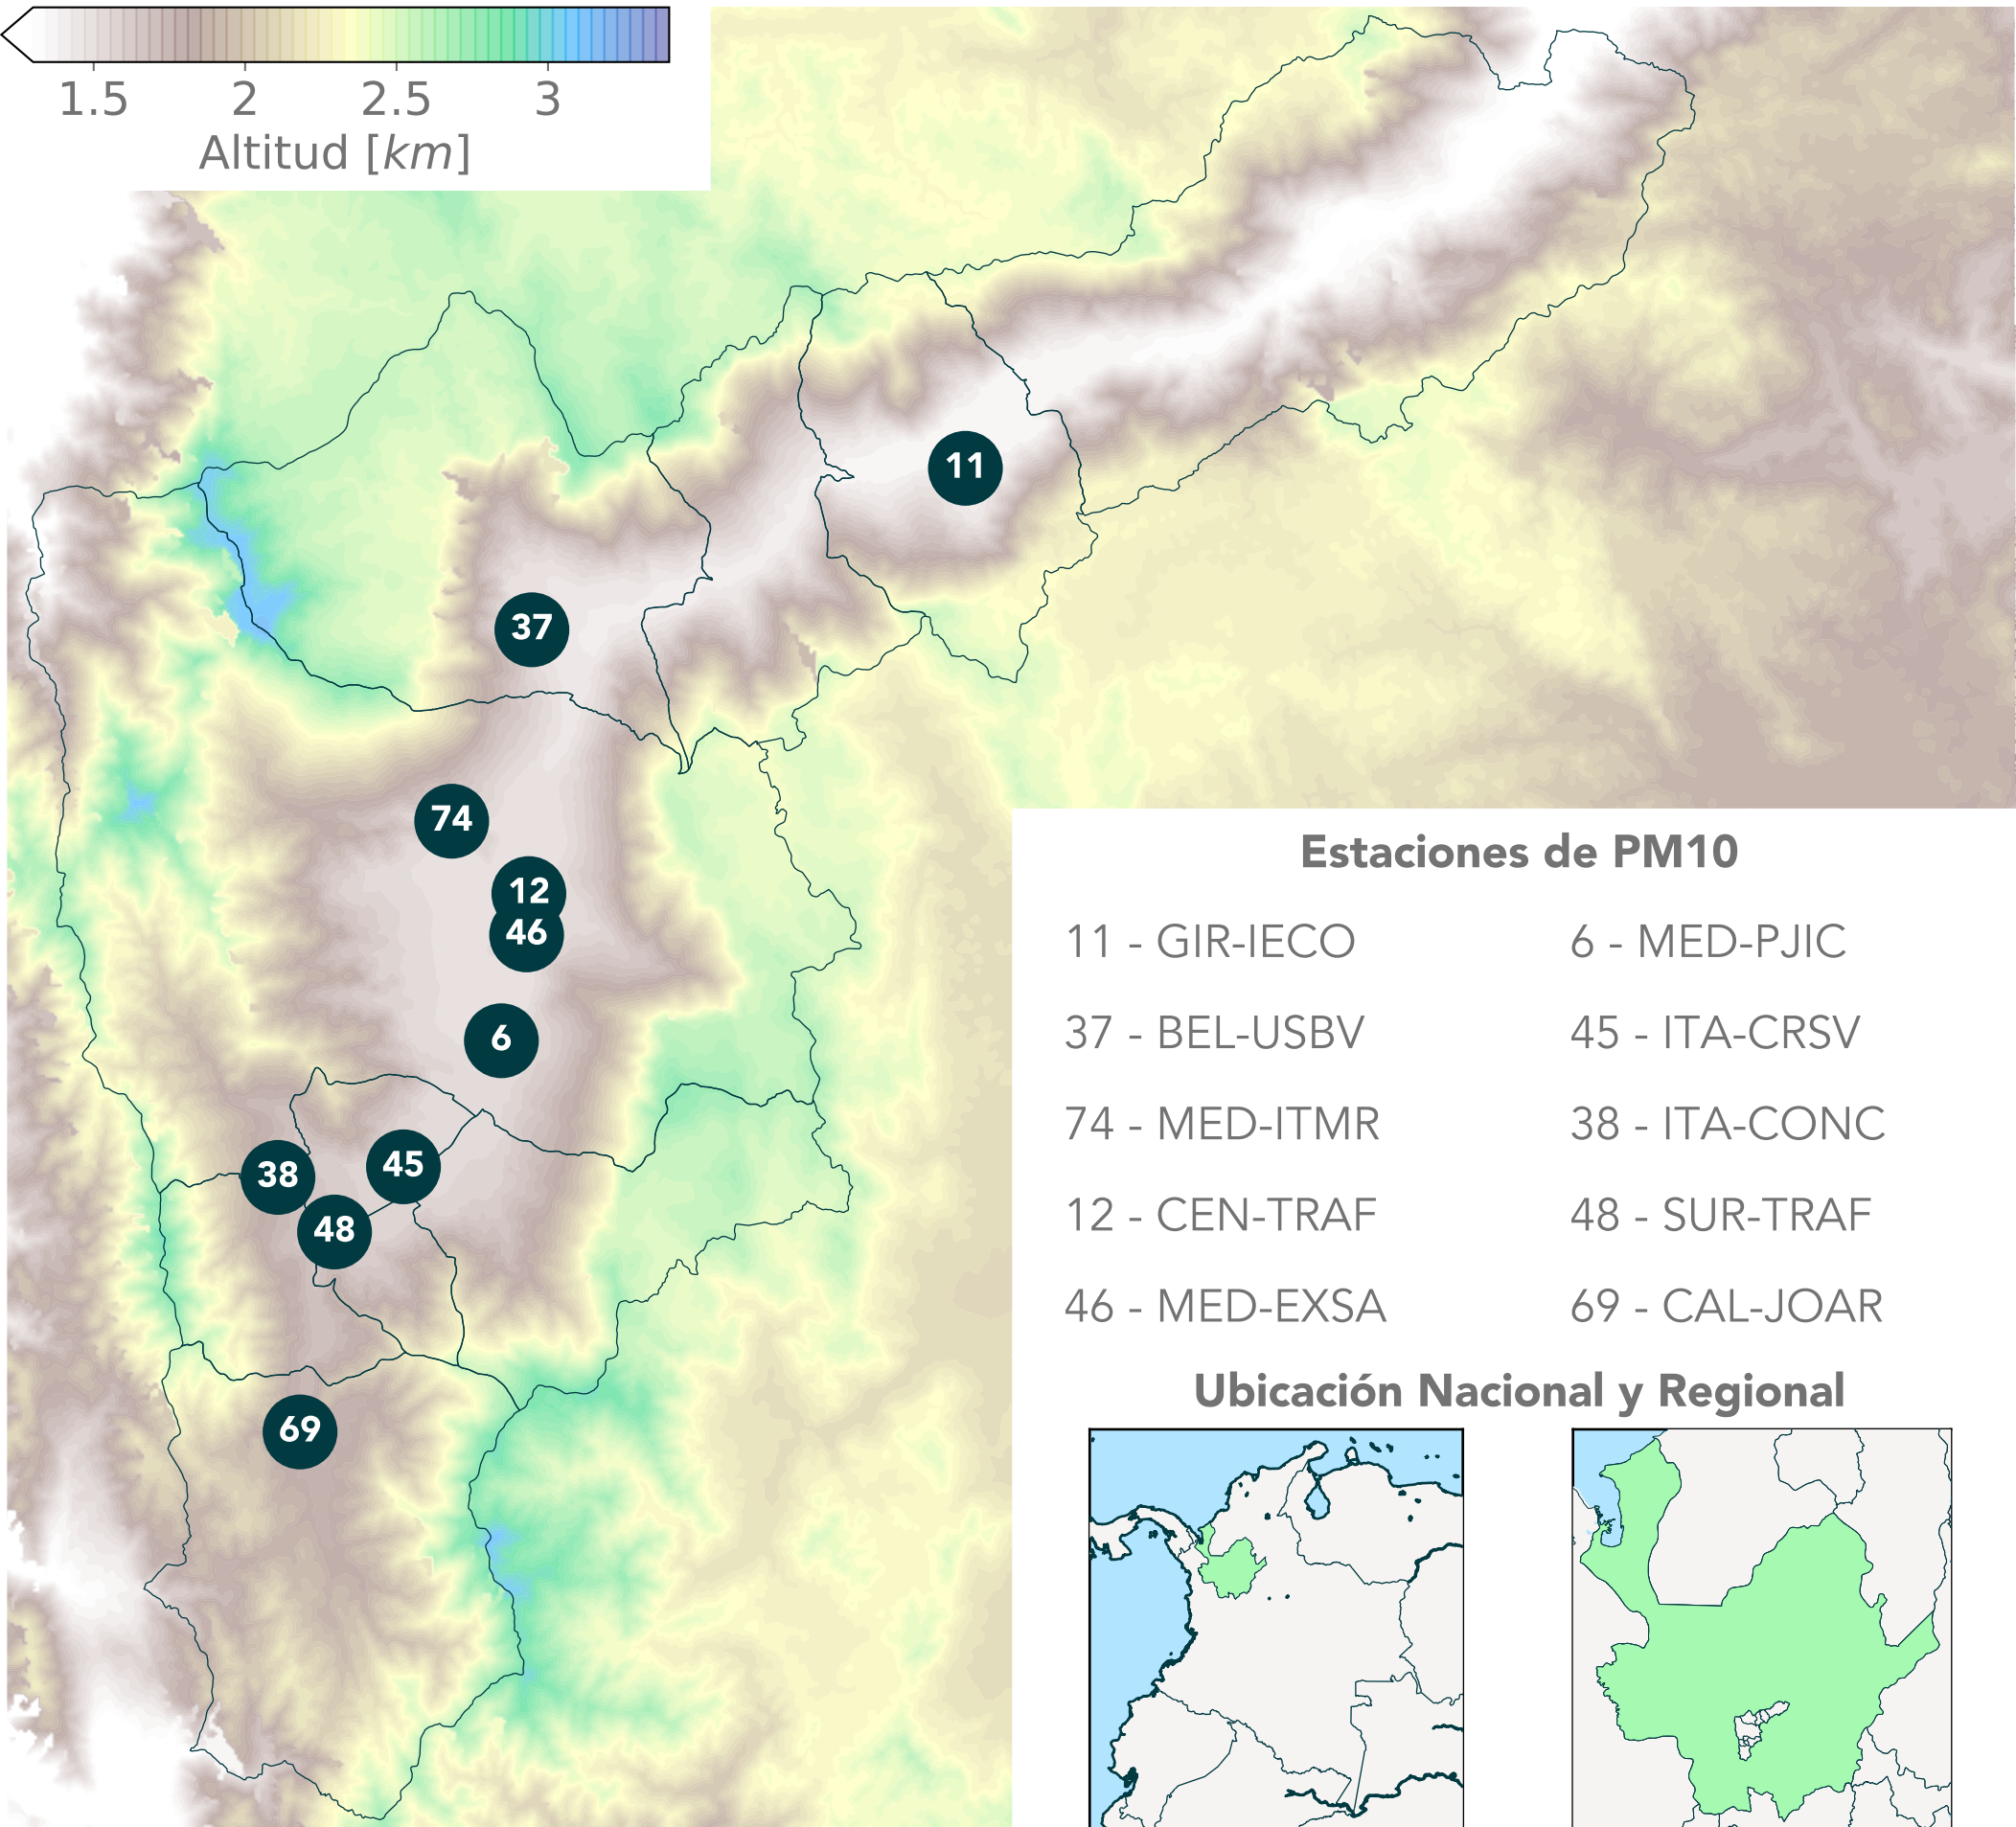 1.5 2 2.5 3
Altitud [km]
11
37
74
12
46
6
38
45
48
69
Estaciones de PM10
11 - GIR-IECO
6 - MED-PJIC
37 - BEL-USBV
45 - ITA-CRSV
74 - MED-ITMR
38 - ITA-CONC
12 - CEN-TRAF
48 - SUR-TRAF
46 - MED-EXSA
69 - CAL-JOAR
Ubicación Nacional y Regional